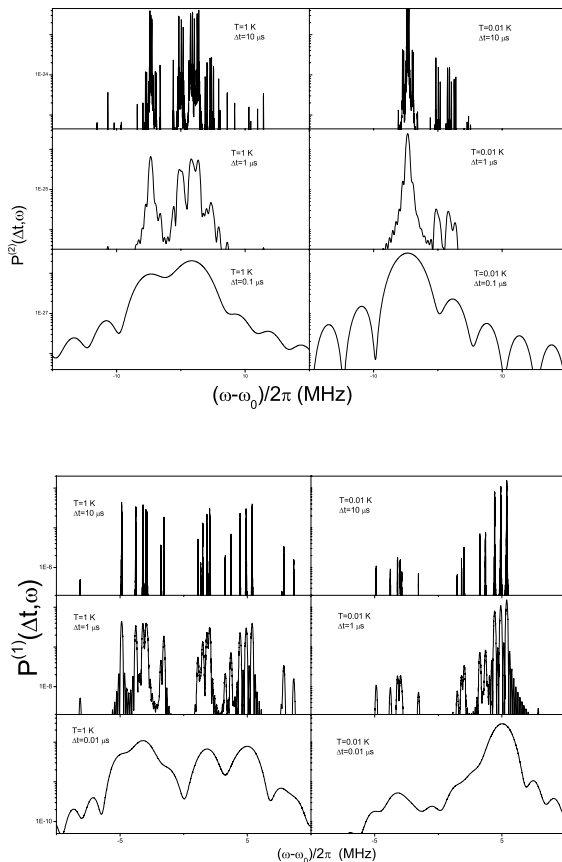 T=1 K
Δt=10 μs
T=0.01 K
Δt=10 μs
1E-24
T=1 K
Δt=1 μs
T=0.01 K
Δt=1 μs
1E-25
P(2)(Δt,ω)
T=1 K
Δt=0.1 μs
T=0.01 K
Δt=0.1 μs
1E-27
-10 10 -10 10
(ω-ω0)/2π (MHz)
T=1 K
Δt=10 μs
T=0.01 K
Δt=10 μs
1E-6
T=1 K
Δt=1 μs
T=0.01 K
Δt=1 μs
P(1)(Δt,ω)
1E-8
T=1 K
Δt=0.01 μs
T=0.01 K
Δt=0.01 μs
1E-10
-5 5 -5 5
(ω-ω0)/2π (MHz)